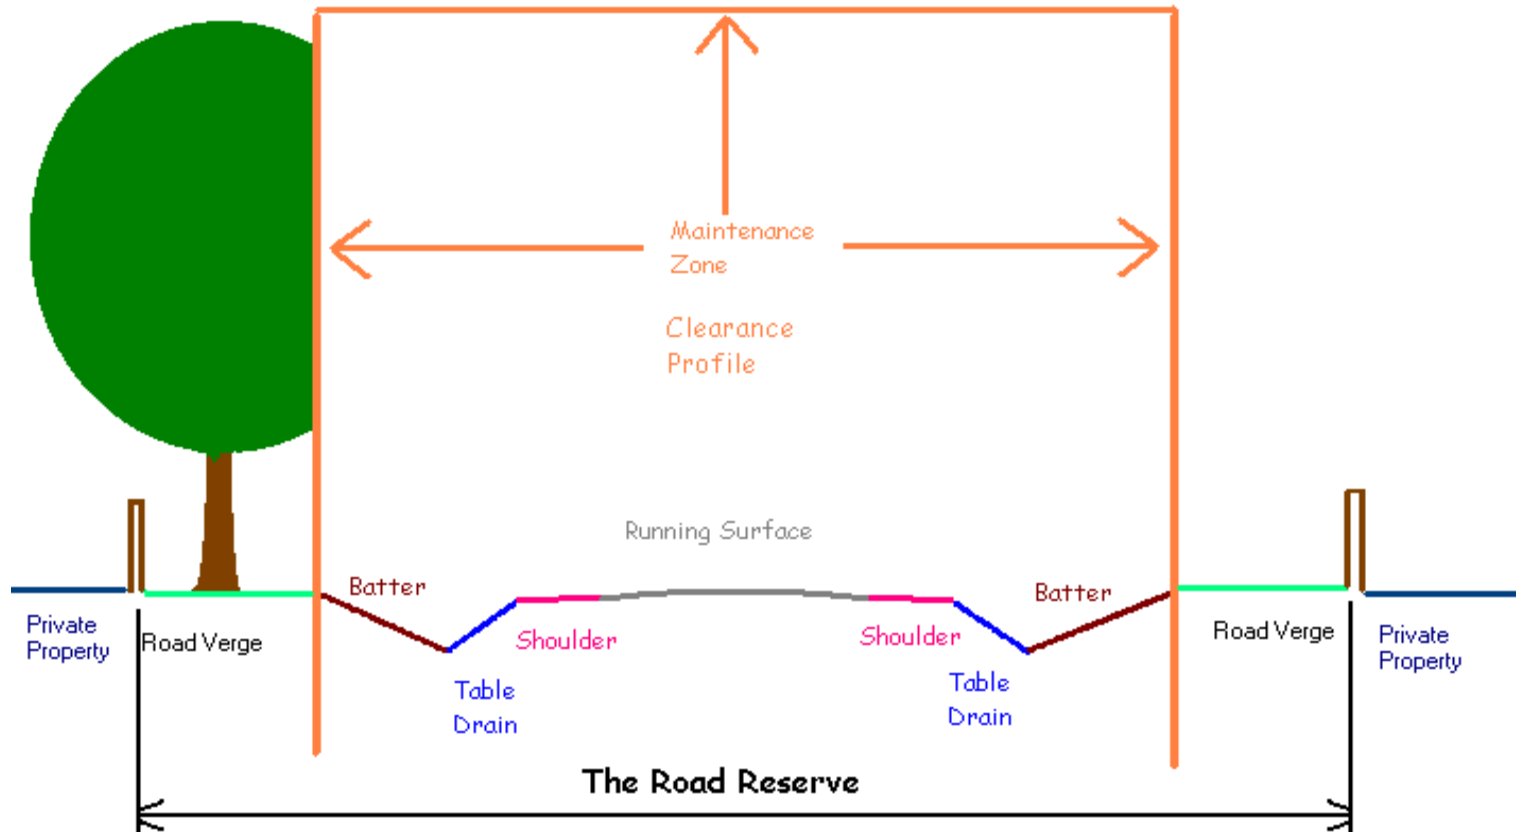 Maintenance
Zone
Clearance
Profile
Running Surface
Batter
Batter
Private
Property
Road Verge
Shoulder
Shoulder
Road Verge
Private
Property
Table
Drain
Table
Drain
The Road Reserve